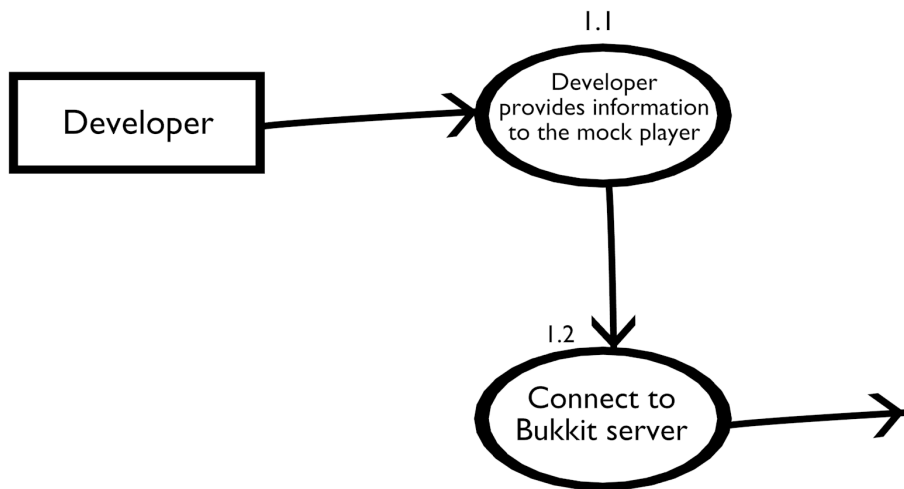 1.1
Developer
Developer
provides information
to the mock player
1.2
Connect to
Bukkit server